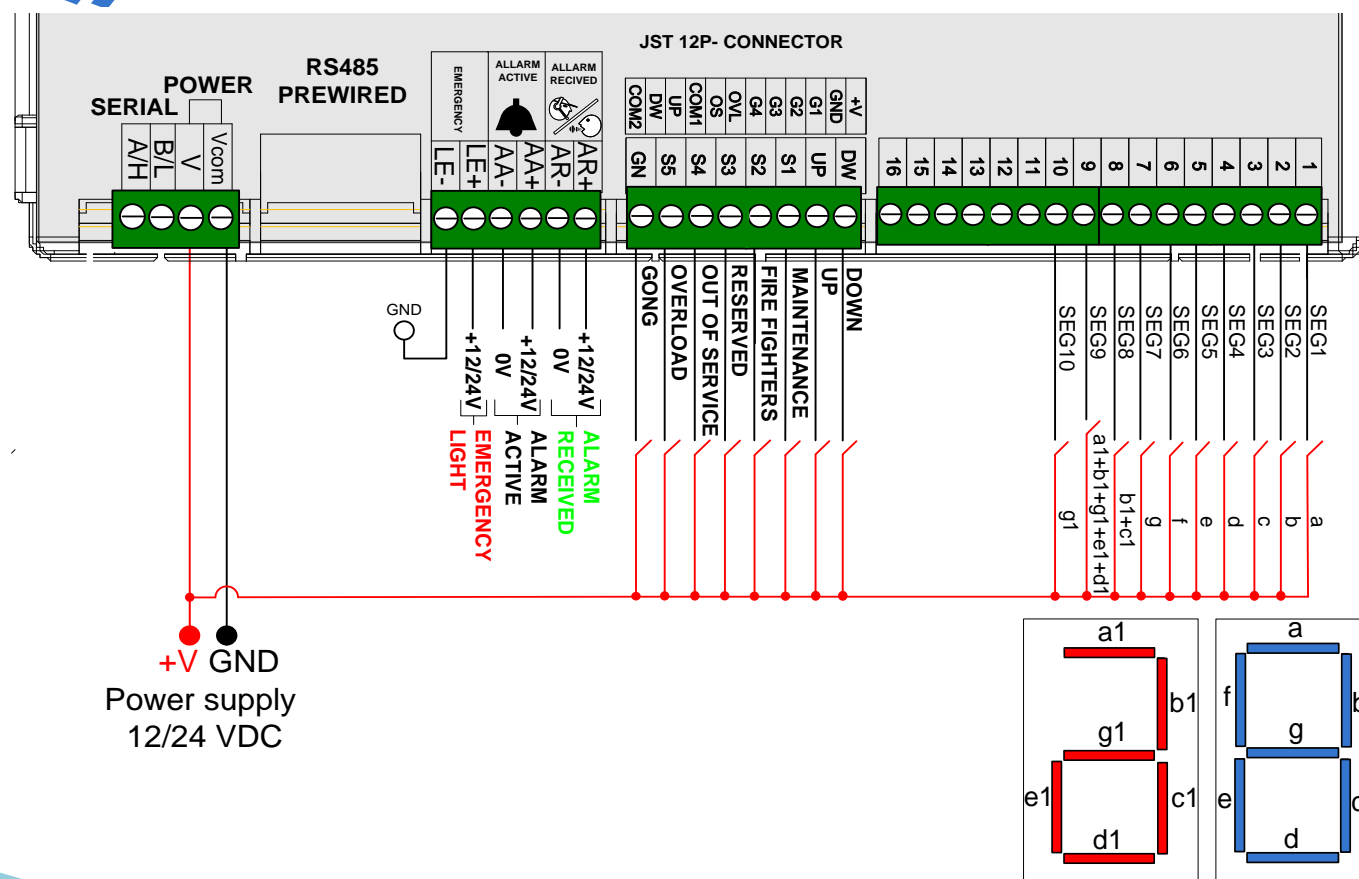 JST 12P- CONNECTOR
RS485
PREWIRED
POWER
SERIAL
A/H
B/L
V
Vcom
EMERGENCY
ALLARM
ACTIVE
ALLARM
RECIVED
LE-
LE+
AA-
AA+
AR-
AR+
COM2
DW
UP
COM1
OS
OVL
G4
G3
G2
G1
GND
+V
GN
S5
S4
S3
S2
S1
UP
DW
16
15
14
13
12
11
10
9
8
7
6
5
4
3
2
1
GND
+12/24V
0V
+12/24V
0V
+12/24V
EMERGENCY
LIGHT
ALARM
ACTIVE
ALARM
RECEIVED
GONG
OVERLOAD
OUT OF SERVICE
RESERVED
FIRE FIGHTERS
MAINTENANCE
UP
DOWN
SEG10
SEG9
SEG8
SEG7
SEG6
SEG5
SEG4
SEG3
SEG2
SEG1
g1
a1+b1+g1+e1+d1
b1+c1
g
f
e
d
c
b
a
+V GND
Power supply
12/24 VDC
a1
b1
g1
e1
c1
d1
a
f
b
g
e
c
d